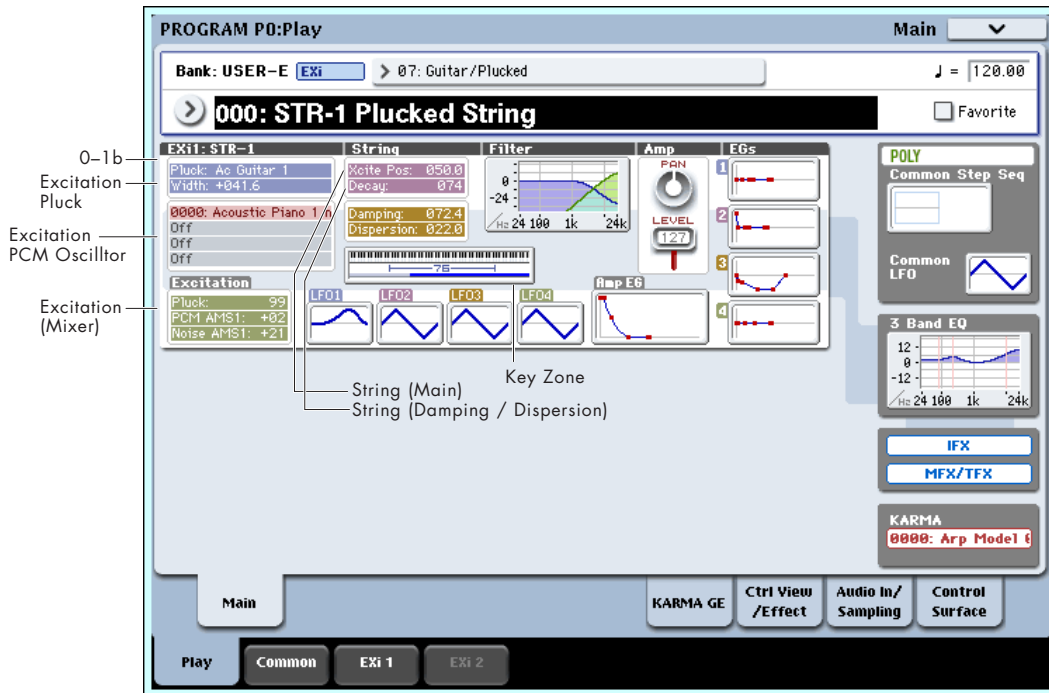 PROGRAM P0:Play
Main
Bank: USER-E EXi
07: Guitar/Plucked
♩ = 120.00
000: STR-1 Plucked String
Favorite
0–1b
Excitation
Pluck
Excitation
PCM Oscilltor
Excitation
(Mixer)
EXi1: STR-1
Pluck: Ac Guitar 1
Width: +041.6
0000: Acoustic Piano 1
Off
Off
Off
Excitation
Pluck: 99
PCM AMS1: +02
Noise AMS1: +21
String
Xcite Pos: 050.0
Decay: 074
Damping: 072.4
Dispersion: 022.0
76
Filter
0
-24
Hz 24 100 1k 24k
Amp
PAN
LEVEL
127
EGs
1
2
3
4
LFO1
LFO2
LFO3
LFO4
Amp EG
Key Zone
String (Main)
String (Damping / Dispersion)
POLY
Common Step Seq
Common
LFO
3 Band EQ
12
0
-12
Hz 24 100 1k 24k
IFX
MFX/TFX
KARMA
0000: Arp Model
Main
KARMA GE
Ctrl View
/Effect
Audio In/
Sampling
Control
Surface
Play
Common
EXi 1
EXi 2